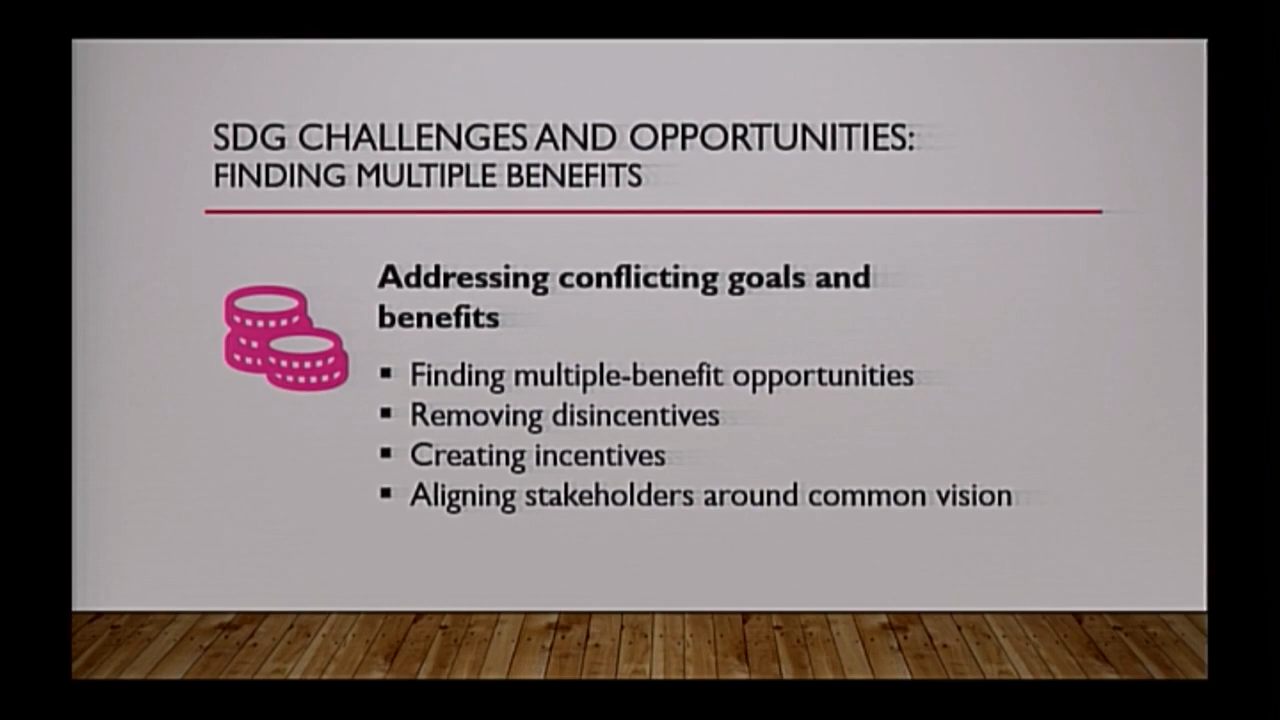 SDG CHALLENGES AND OPPORTUNITIES:
FINDING MULTIPLE BENEFITS
Addressing conflicting goals and
benefits
▪ Finding multiple-benefit opportunities
▪ Removing disincentives
▪ Creating incentives
▪ Aligning stakeholders around common vision